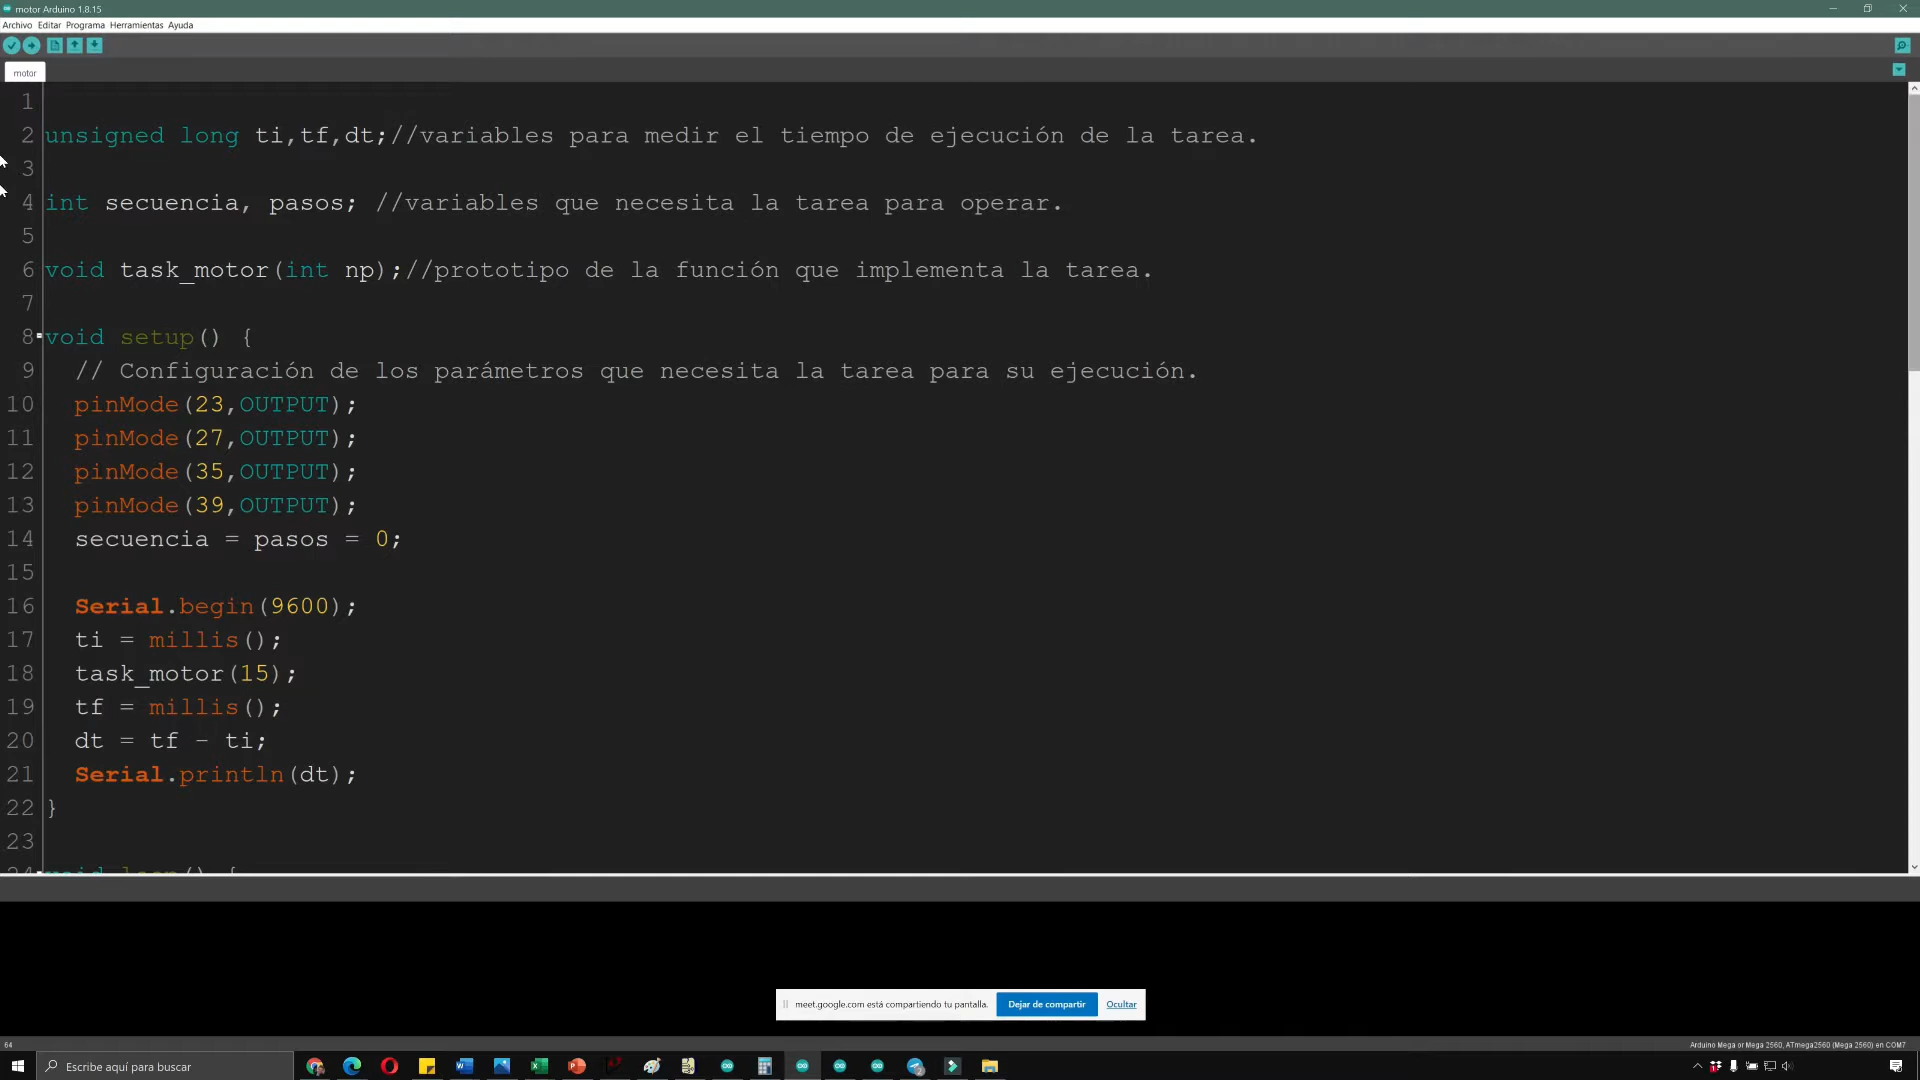 motor Arduino 1.8.15
Archivo Editar Programa Herramientas Ayuda
motor
1
2 unsigned long ti,tf,dt;//variables para medir el tiempo de ejecución de la tarea.
3
4 int secuencia, pasos; //variables que necesita la tarea para operar.
5
6 void task_motor(int np);//prototipo de la función que implementa la tarea.
7
8 void setup() {
9 // Configuración de los parámetros que necesita la tarea para su ejecución.
10 pinMode(23,OUTPUT);
11 pinMode(27,OUTPUT);
12 pinMode(35,OUTPUT);
13 pinMode(39,OUTPUT);
14 secuencia = pasos = 0;
15
16 Serial.begin(9600);
17 ti = millis();
18 task_motor(15);
19 tf = millis();
20 dt = tf - ti;
21 Serial.println(dt);
22 }
23
24 void loop() {
meet.google.com está compartiendo tu pantalla. Dejar de compartir Ocultar
64 Arduino Mega or Mega 2560, ATmega2560 (Mega 2560) en COM7
Escribe aquí para buscar